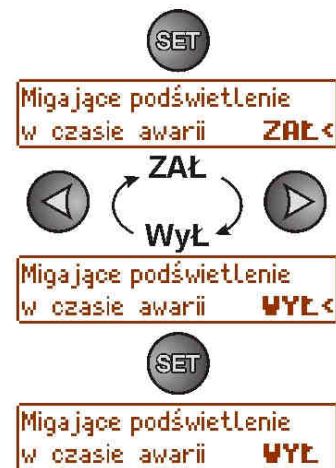 SET
Migające podświetlenie
w czasie awarii ZAŁ<
ZAŁ
WyŁ
Migające podświetlenie
w czasie awarii WYŁ<
SET
Migające podświetlenie
w czasie awarii WYŁ